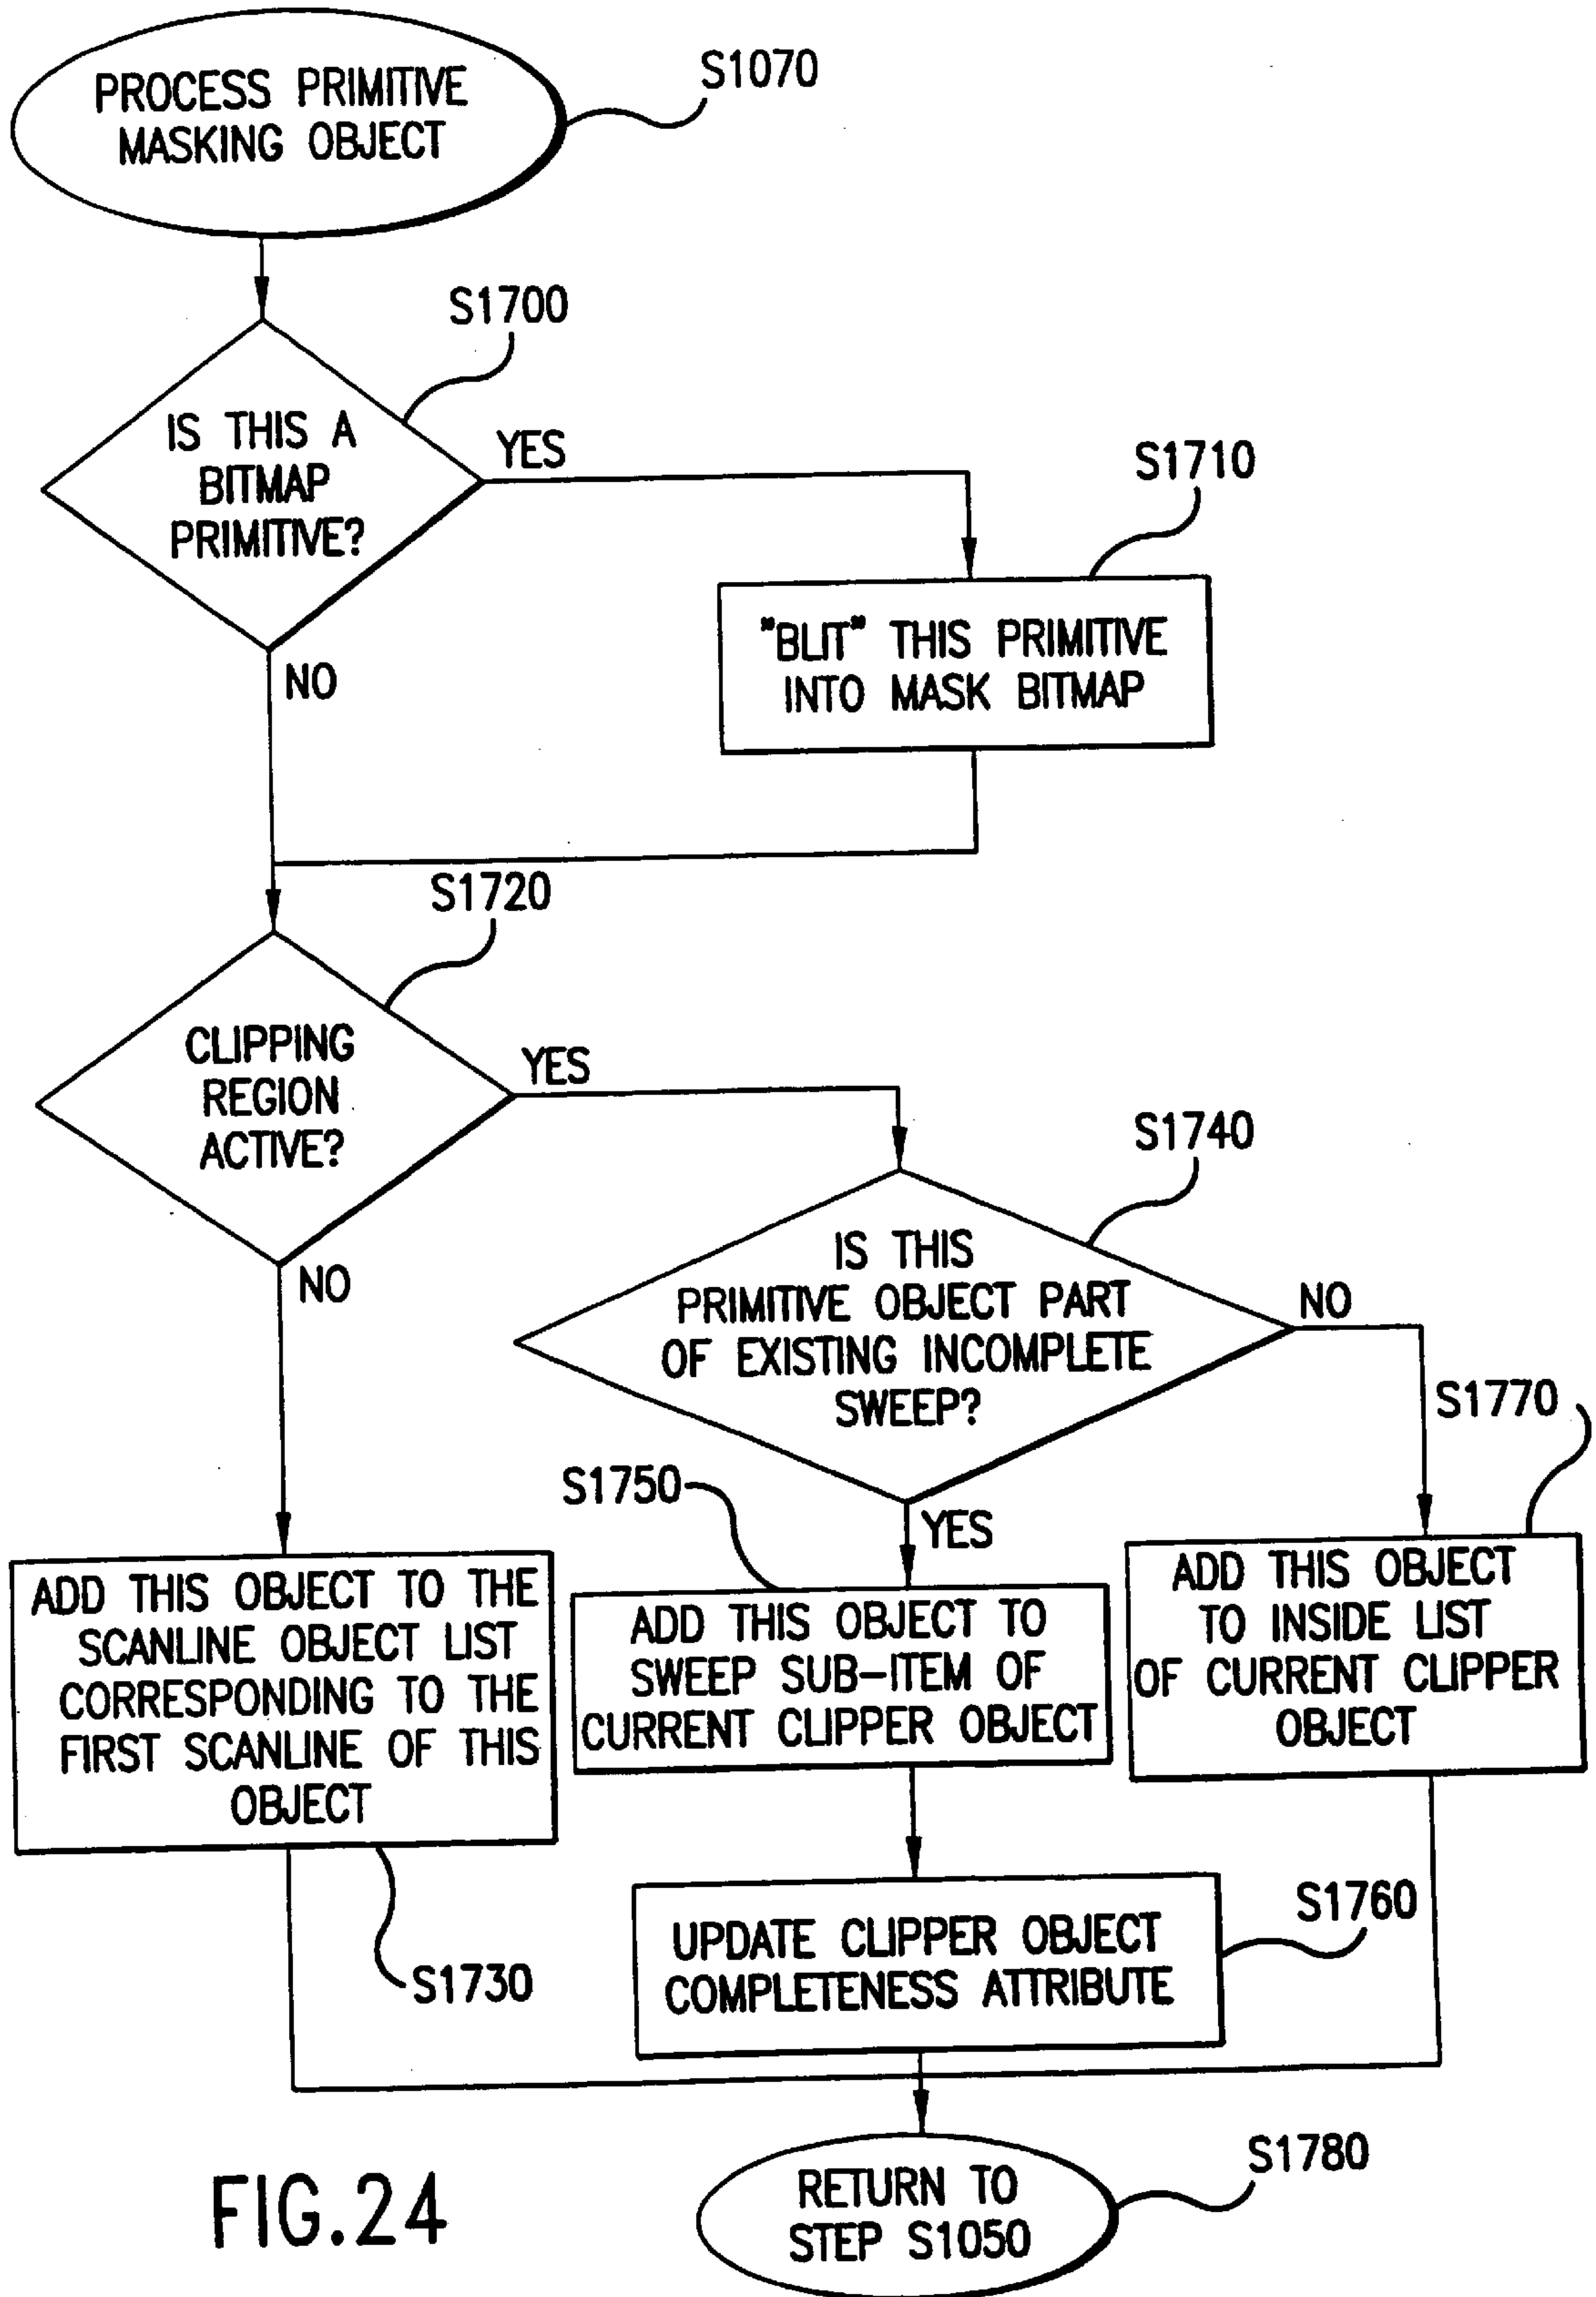 PROCESS PRIMITIVE
MASKING OBJECT
S1070
S1700
IS THIS A
BITMAP
PRIMITIVE?
YES
NO
S1710
"BLIT" THIS PRIMITIVE
INTO MASK BITMAP
S1720
CLIPPING
REGION
ACTIVE?
YES
NO
S1740
IS THIS
PRIMITIVE OBJECT PART
OF EXISTING INCOMPLETE
SWEEP?
NO
YES
S1770
S1750
ADD THIS OBJECT TO THE
SCANLINE OBJECT LIST
CORRESPONDING TO THE
FIRST SCANLINE OF THIS
OBJECT
ADD THIS OBJECT TO
SWEEP SUB-ITEM OF
CURRENT CLIPPER OBJECT
ADD THIS OBJECT
TO INSIDE LIST
OF CURRENT CLIPPER
OBJECT
S1730
UPDATE CLIPPER OBJECT
COMPLETENESS ATTRIBUTE
S1760
RETURN TO
STEP S1050
S1780
FIG.24